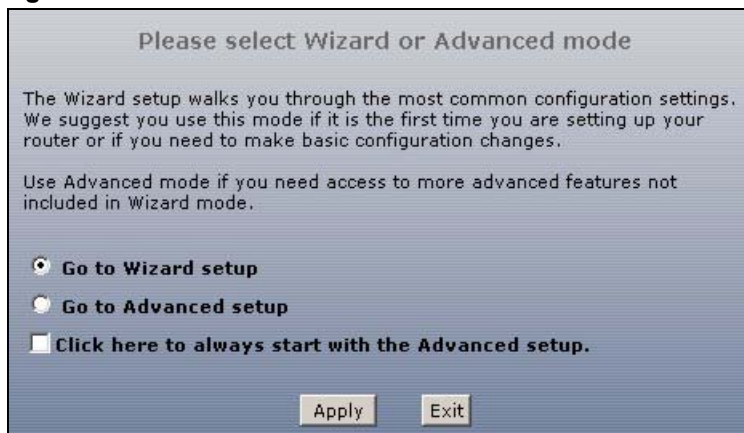 Please select Wizard or Advanced mode
The Wizard setup walks you through the most common configuration settings.
We suggest you use this mode if it is the first time you are setting up your
router or if you need to make basic configuration changes.
Use Advanced mode if you need access to more advanced features not
included in Wizard mode.
Go to Wizard setup
Go to Advanced setup
Click here to always start with the Advanced setup.
Apply Exit